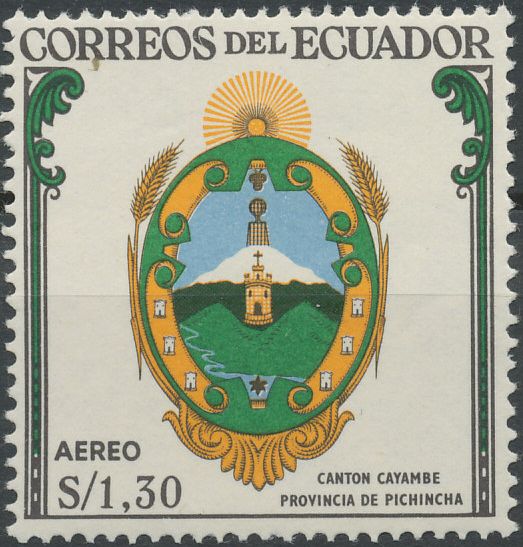 CORREOS DEL ECUADOR
AEREO
S/1,30
CANTON CAYAMBE
PROVINCIA DE PICHINCHA